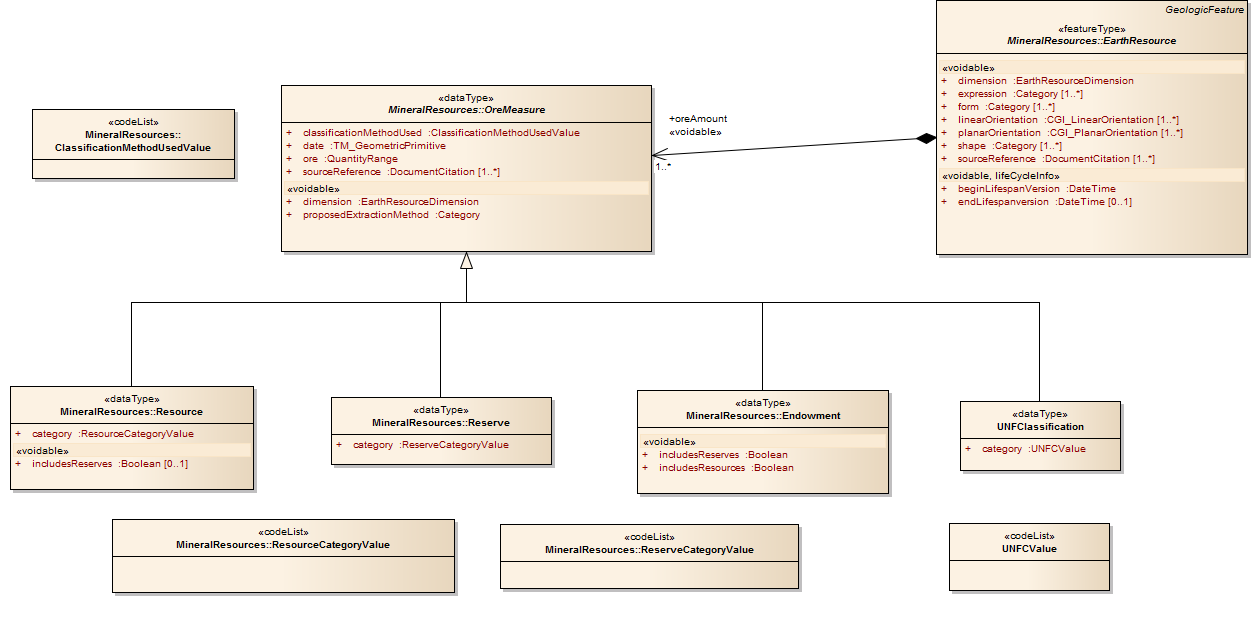 GeologicFeature
«featureType»
MineralResources::EarthResource
«voidable»
+ dimension :EarthResourceDimension
+ expression :Category [1..*]
+ form :Category [1..*]
+ linearOrientation :CGI_LinearOrientation [1..*]
+ planarOrientation :CGI_PlanarOrientation [1..*]
+ shape :Category [1..*]
+ sourceReference :DocumentCitation [1..*]
«voidable, lifeCycleInfo»
+ beginLifespanVersion :DateTime
+ endLifespanversion :DateTime [0..1]
+oreAmount
«voidable»
1..*
«dataType»
MineralResources::OreMeasure
+ classificationMethodUsed :ClassificationMethodUsedValue
+ date :TM_GeometricPrimitive
+ ore :QuantityRange
+ sourceReference :DocumentCitation [1..*]
«voidable»
+ dimension :EarthResourceDimension
+ proposedExtractionMethod :Category
«codeList»
MineralResources::
ClassificationMethodUsedValue
«dataType»
MineralResources::Resource
+ category :ResourceCategoryValue
«voidable»
+ includesReserves :Boolean [0..1]
«dataType»
MineralResources::Reserve
+ category :ReserveCategoryValue
«dataType»
MineralResources::Endowment
«voidable»
+ includesReserves :Boolean
+ includesResources :Boolean
«dataType»
UNFClassification
+ category :UNFCValue
«codeList»
MineralResources::ResourceCategoryValue
«codeList»
MineralResources::ReserveCategoryValue
«codeList»
UNFCValue